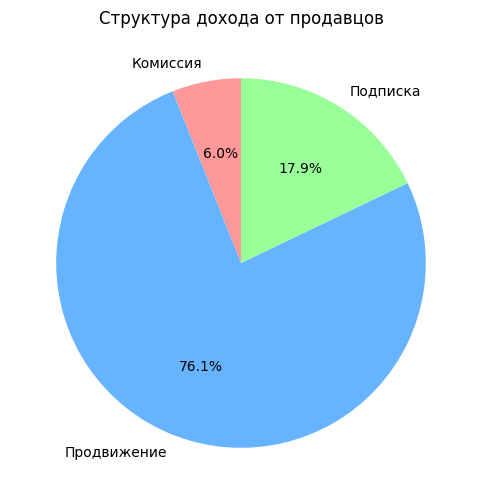 Структура дохода от продавцов
Комиссия
Подписка
6.0%
17.9%
76.1%
Продвижение